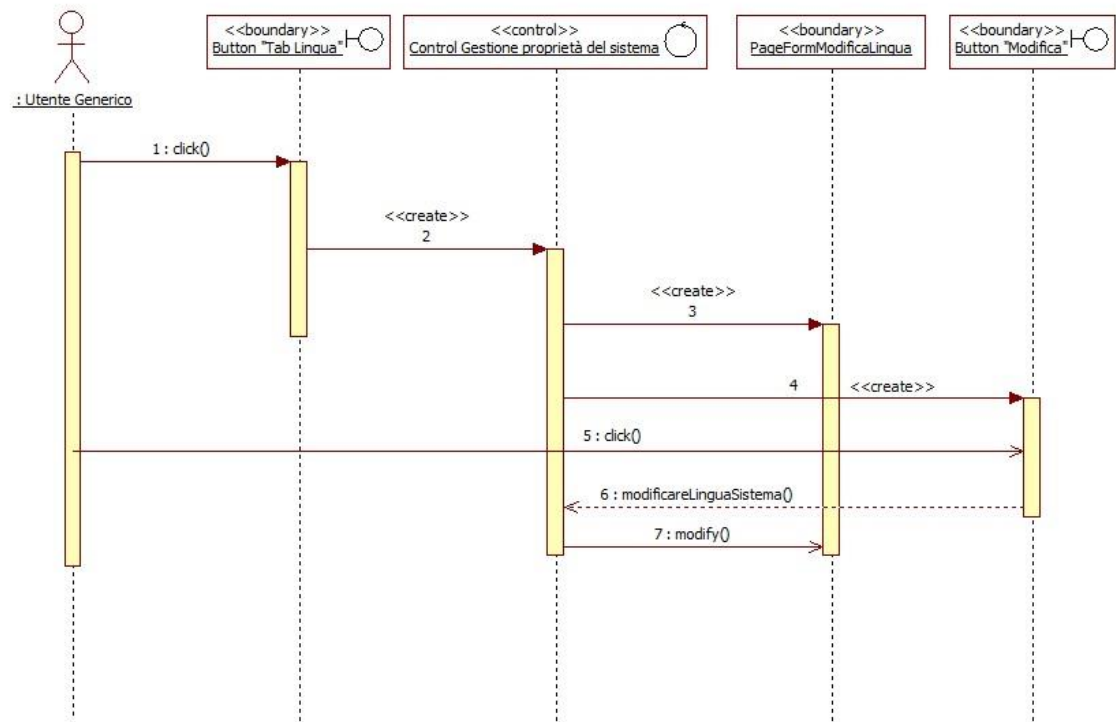 <<boundary>>
Button "Tab Lingua"
<<control>>
Control Gestione proprietà del sistema
<<boundary>>
PageFormModificaLingua
<<boundary>>
Button "Modifica"
: Utente Generico
1 : click()
<<create>>
2
<<create>>
3
4 <<create>>
5 : click()
6 : modificareLinguaSistema()
7 : modify()